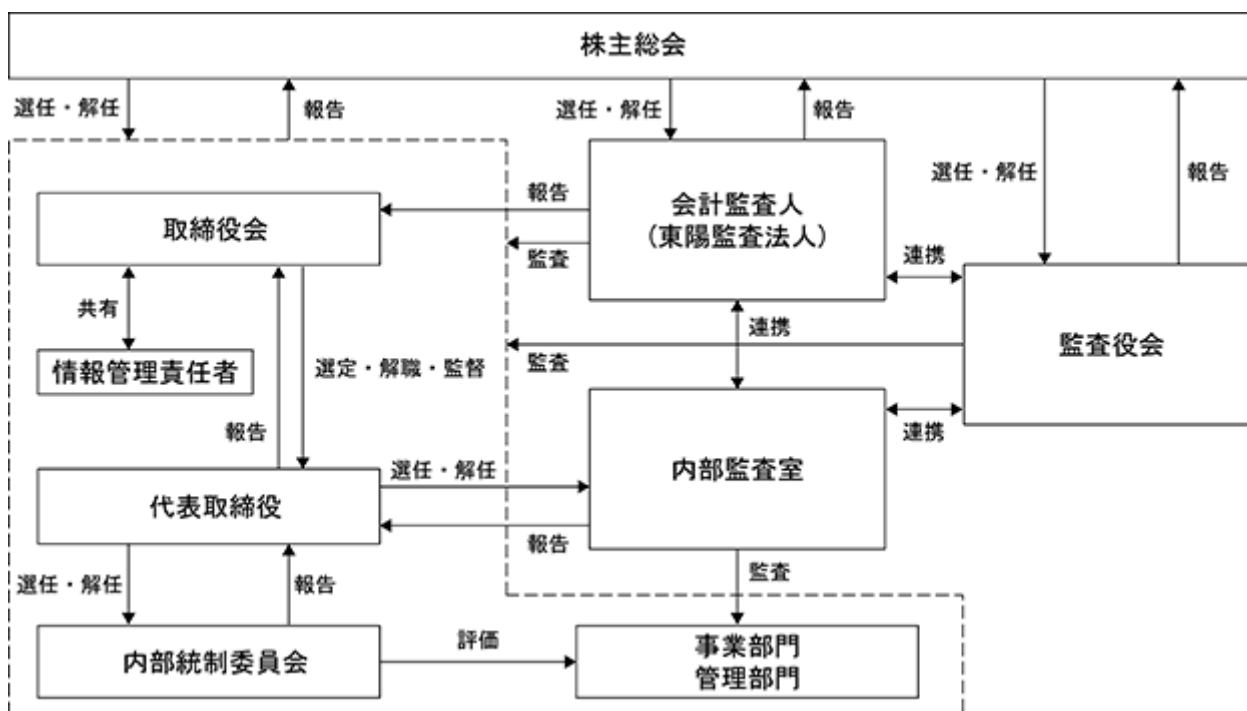 株主総会
選任・解任
報告
選任・解任
報告
選任・解任
報告
取締役会
報告
監査
会計監査人
(東陽監査法人)
連携
共有
連携
監査役会
情報管理責任者
選定・解職・監督
監査
報告
連携
代表取締役
選任・解任
内部監査室
報告
選任・解任
報告
監査
内部統制委員会
評価
事業部門
管理部門